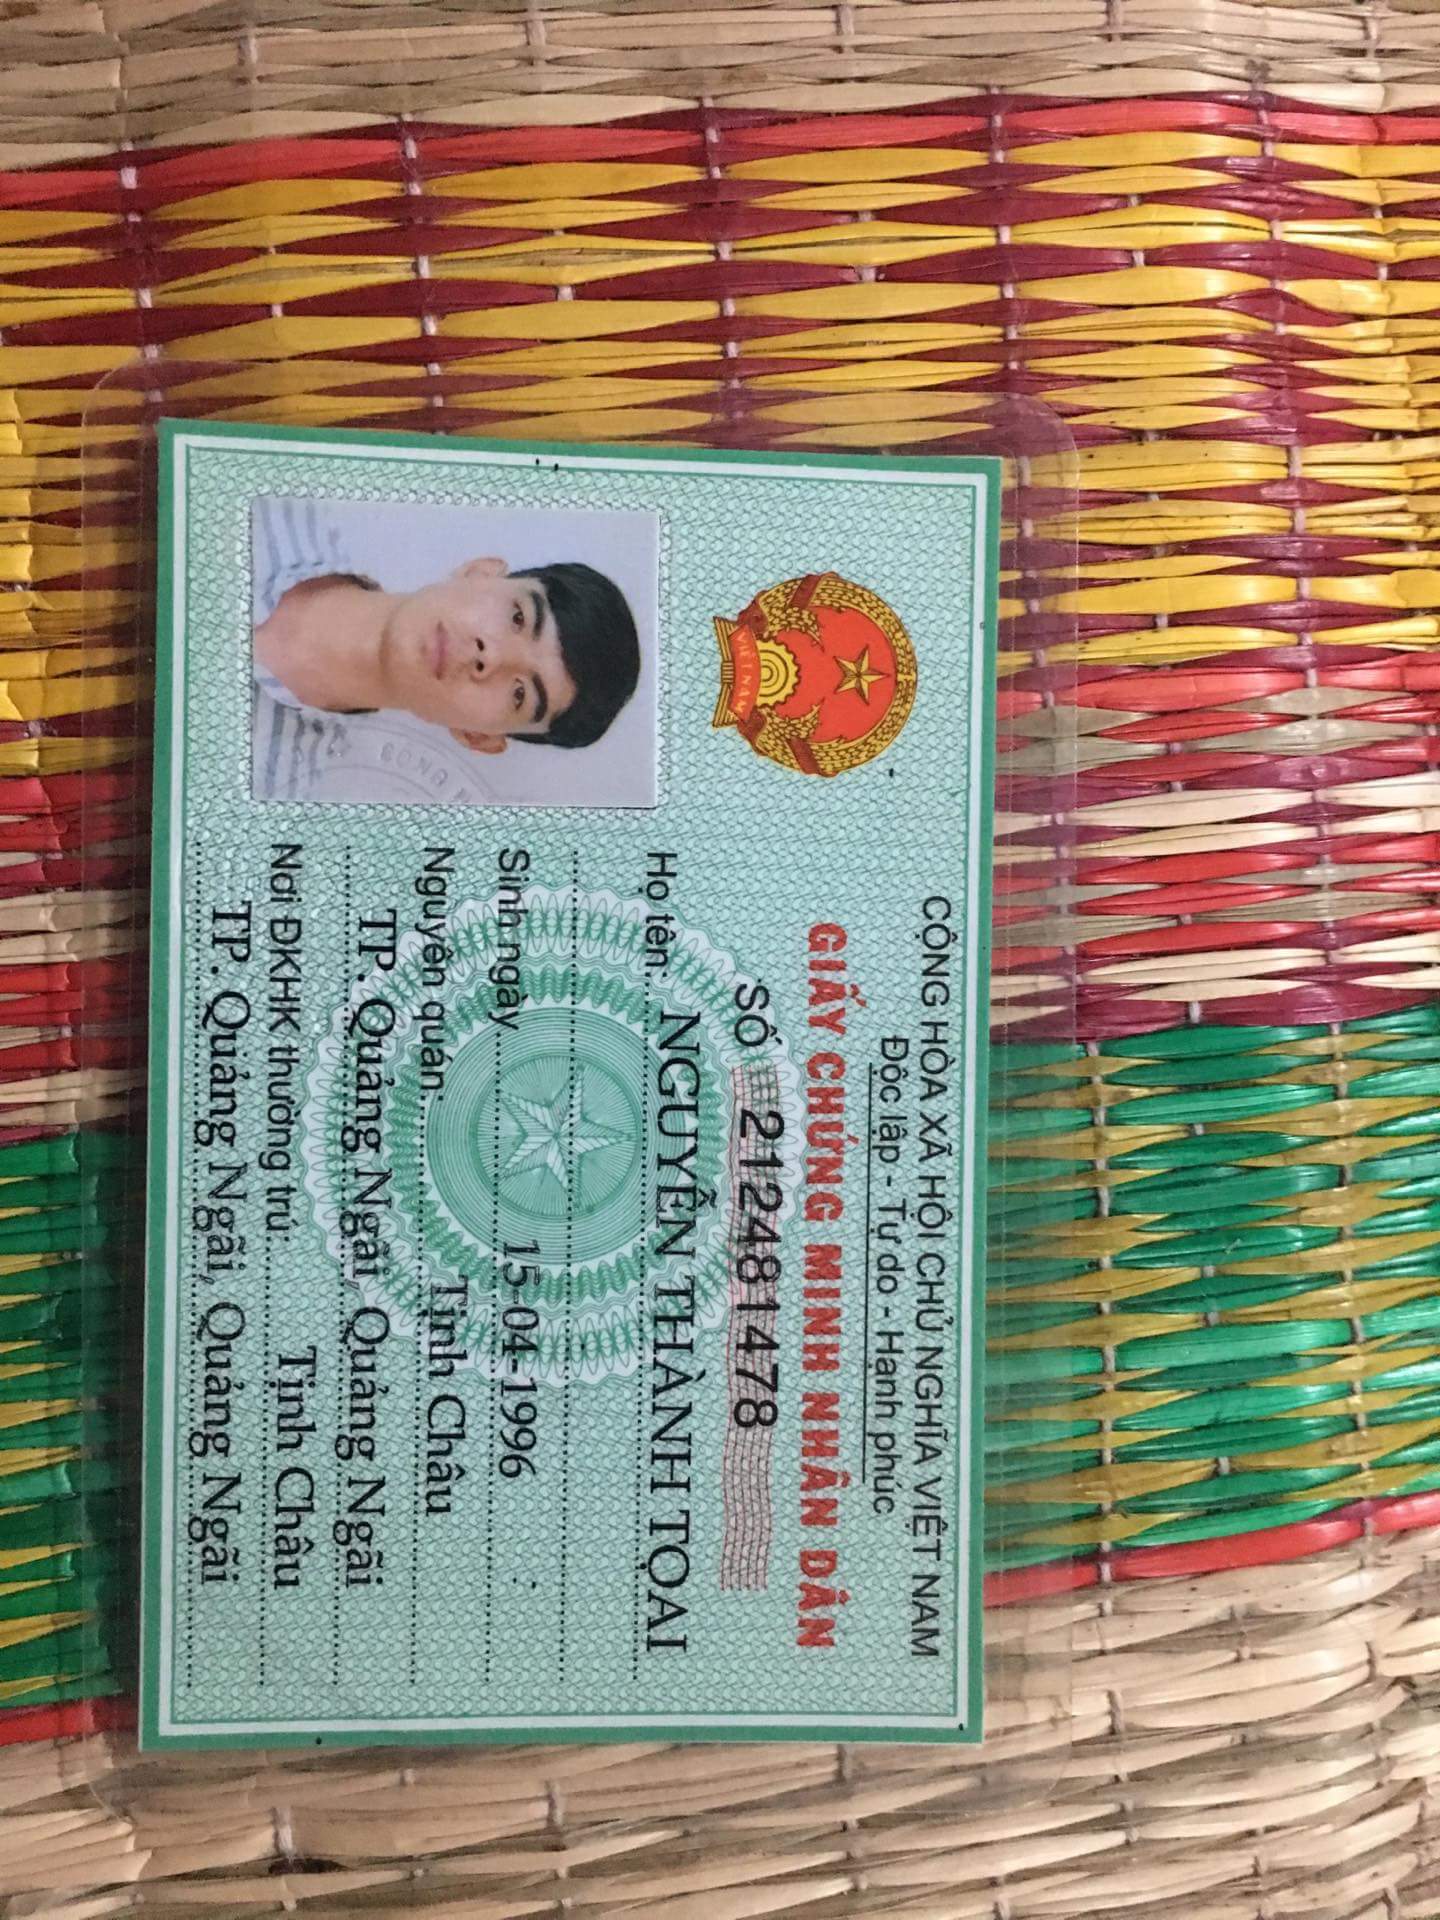 CỘNG HÒA XÃ HỘI CHỦ NGHĨA VIỆT NAM
Độc lập - Tự do - Hạnh phúc
GIẤY CHỨNG MINH NHÂN DÂN
SỐ 212481478
Họ tên: NGUYỄN THÀNH TOẠI
Sinh ngày 15-04-1996
Nguyên quán: Tịnh Châu
TP. Quảng Ngãi, Quảng Ngãi
Nơi ĐKHK thường trú: Tịnh Châu
TP. Quảng Ngãi, Quảng Ngãi
VIỆT NAM